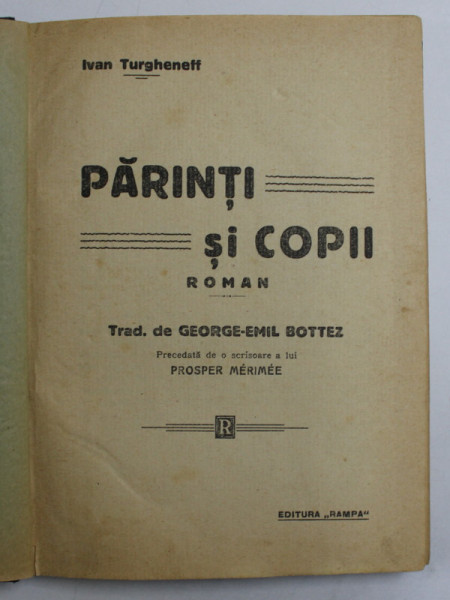 Ivan Turgheneff
PĂRINȚI
și COPII
ROMAN
Trad. de GEORGE-EMIL BOTTEZ
Precedată de o scrisoare a lui
PROSPER MÉRIMÉE
R
EDITURA „RAMPA“